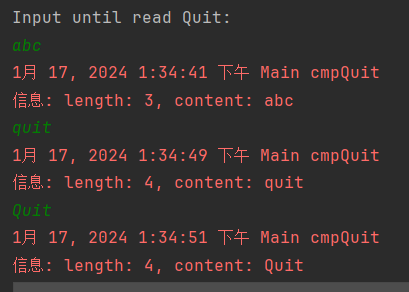 Input until read Quit:
abc
1月 17, 2024 1:34:41 下午 Main cmpQuit
信息: length: 3, content: abc
quit
1月 17, 2024 1:34:49 下午 Main cmpQuit
信息: length: 4, content: quit
Quit
1月 17, 2024 1:34:51 下午 Main cmpQuit
信息: length: 4, content: Quit